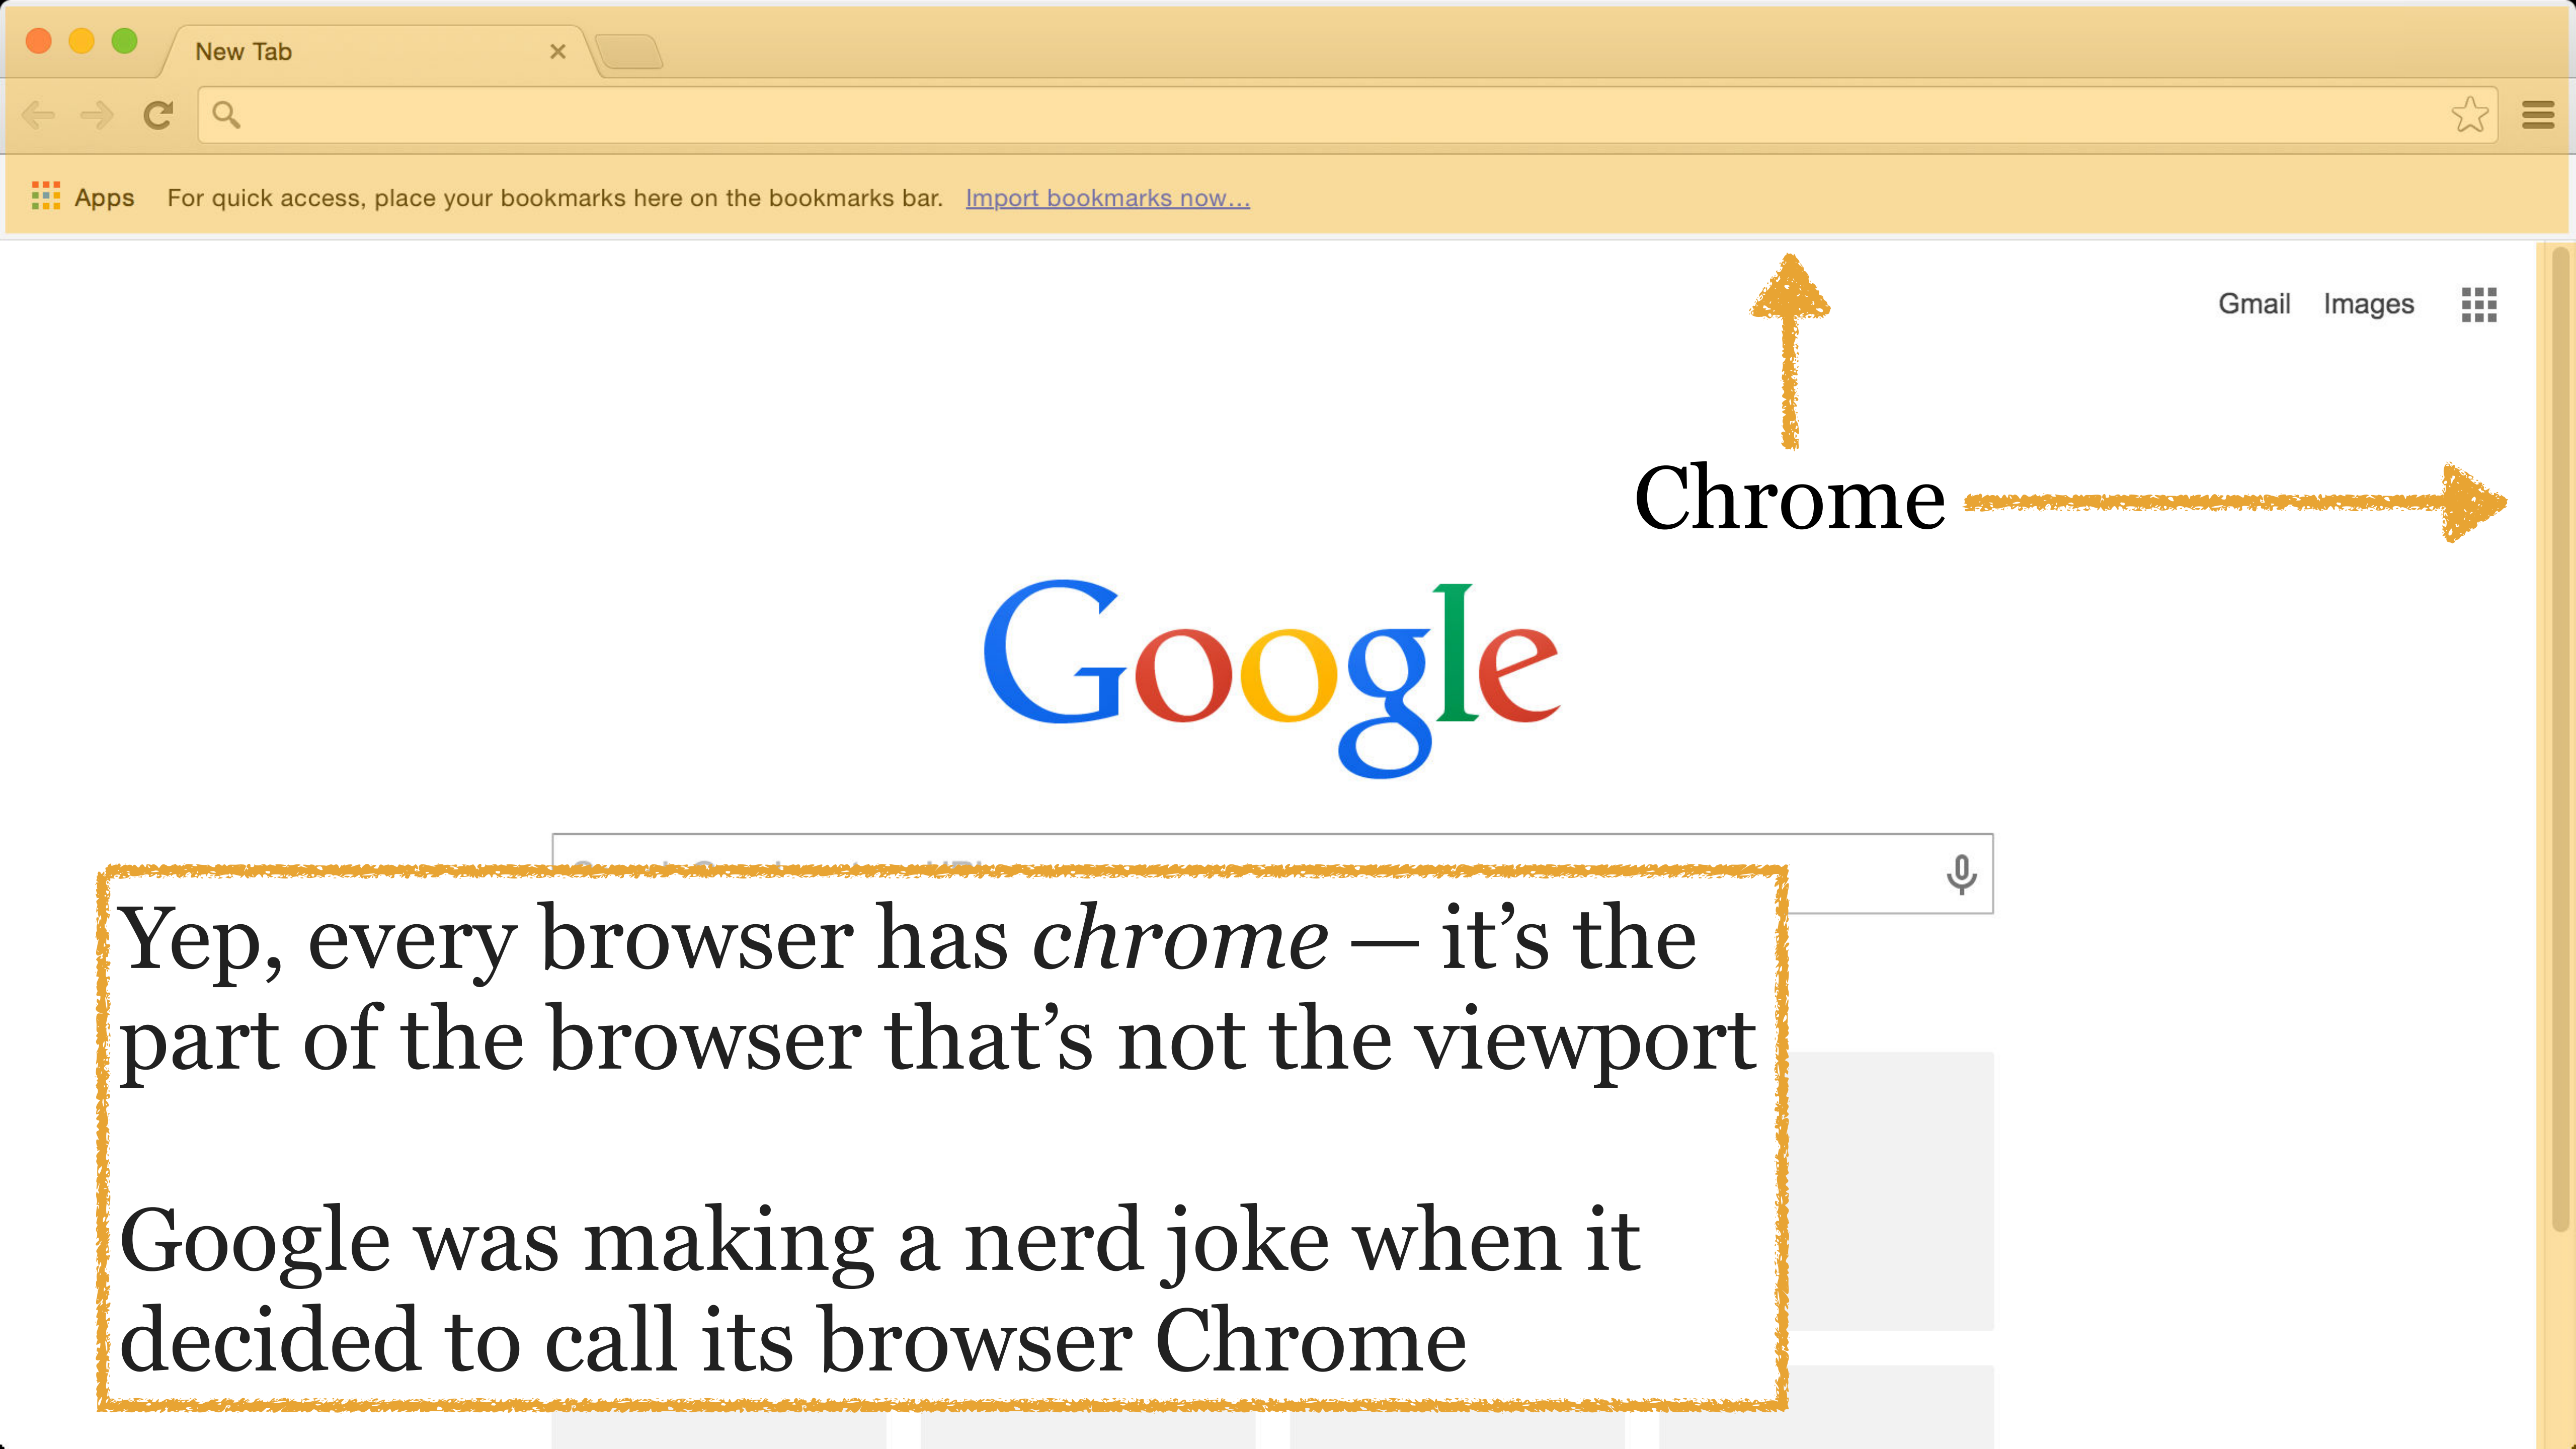 New Tab
Apps For quick access, place your bookmarks here on the bookmarks bar. Import bookmarks now...
Gmail Images
Chrome
Google
Yep, every browser has chrome — it’s the
part of the browser that’s not the viewport
Google was making a nerd joke when it
decided to call its browser Chrome